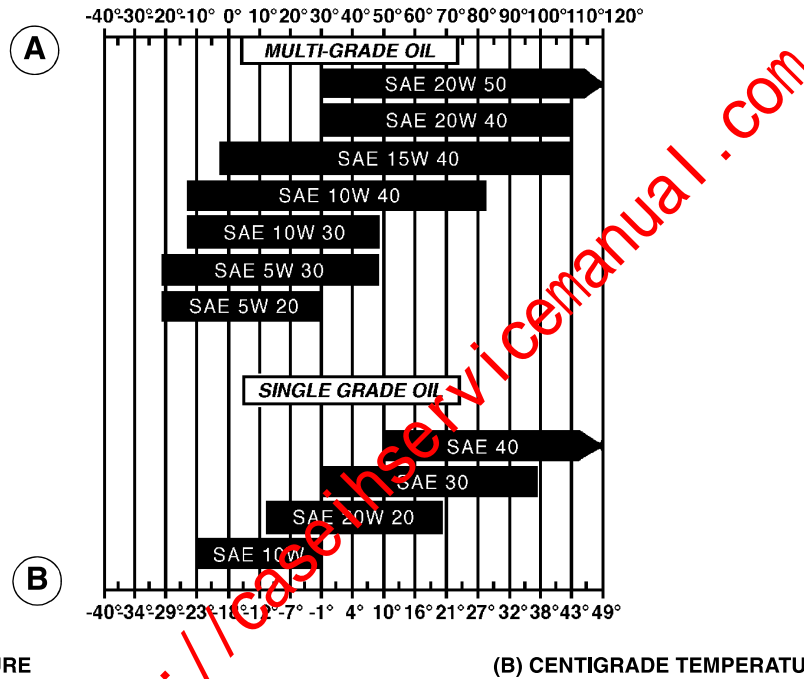 -40°-30°-20°-10° 0° 10° 20° 30° 40° 50° 60° 70° 80° 90° 100°110°120°
A
MULTI-GRADE OIL
SAE 20W 50
SAE 20W 40
SAE 15W 40
SAE 10W 40
SAE 10W 30
SAE 5W 30
SAE 5W 20
SINGLE GRADE OIL
SAE 40
SAE 30
SAE 20W 20
SAE 10W
B
-40°-34°-29°-23°-18°-12°-7° -1° 4° 10° 16° 21° 27° 32° 38° 43° 49°
URE
(B) CENTIGRADE TEMPERATU
://caseihservicemanual.com